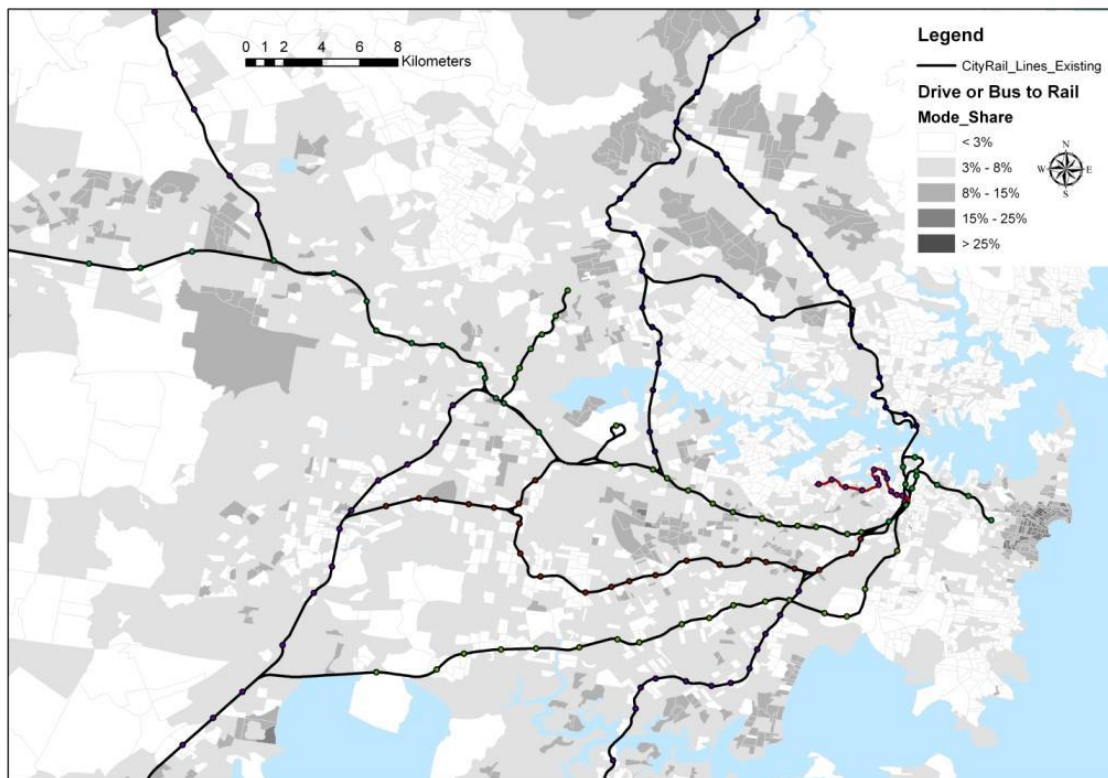 0 1 2 4 6 8
Kilometers
Legend
CityRail_Lines_Existing
Drive or Bus to Rail
Mode_Share
< 3%
3% - 8%
8% - 15%
15% - 25%
> 25%
N
W E
S